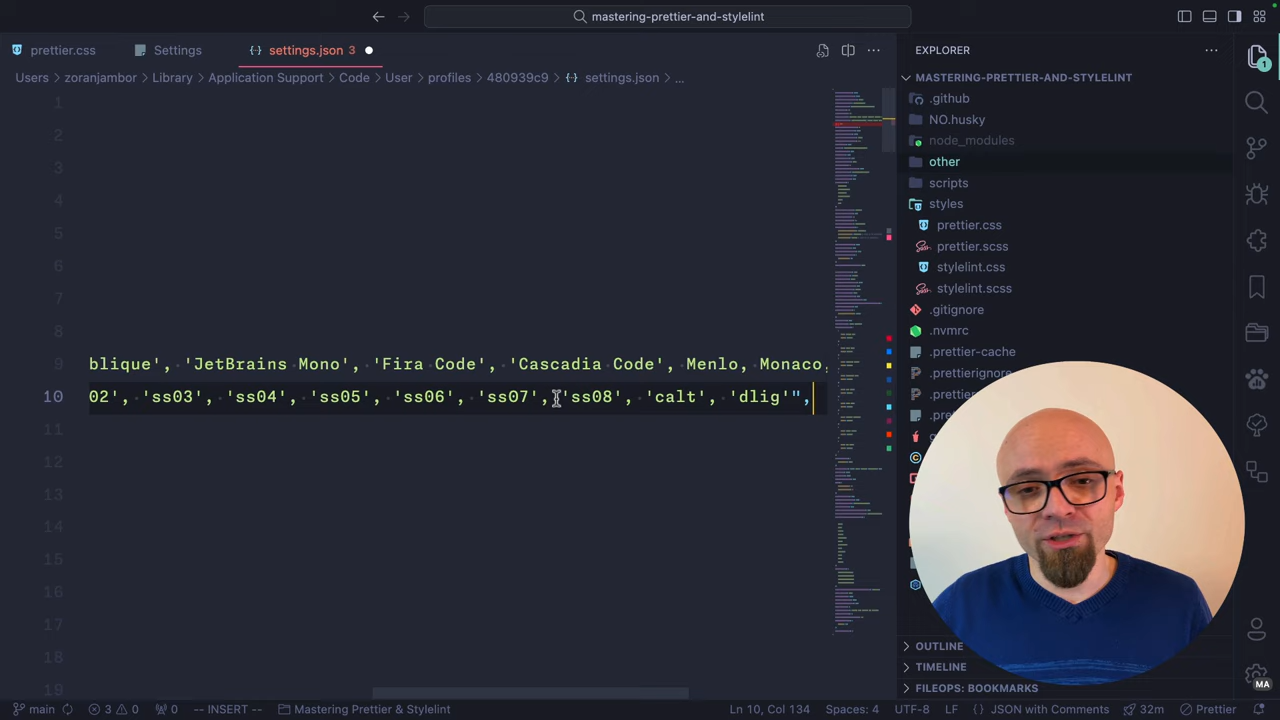 mastering-prettier-and-stylelint
prettier.css
Settings
settings.json 3
EXPLORER
Users
zoranjambor
Library
Application Support
Code
User
profiles
480939c9
settings.json
...
MASTERING-PRETTIER-AND-STYLELINT
1
2
3
4
5
6
7
8
9 blique', 'JetBrains Mono', 'Fira Code', 'Cascadia Code', Menlo, Monaco,
10 02', 'ss03', 'ss04', 'ss05', 'ss06', 'ss07', 'ss08', 'calt', 'dlig'",
11
12
13
14
15
16
17
18
19
.github
NO.husky
node_modules
other
scripts
styles
prettier.css
prettier.scss
stylelint.css
stylelint.scss
.gitignore
.nvmrc
.prettier-cache
.prettierignore
OUTLINE
TIMELINE
FILEOPS: BOOKMARKS
1
MA
main
3
0
0
-- INSERT --
Mastering Prettier & Stylelint
Ln 10, Col 134
Spaces: 4
UTF-8
LF
{} JSON with Comments
32m
Prettier